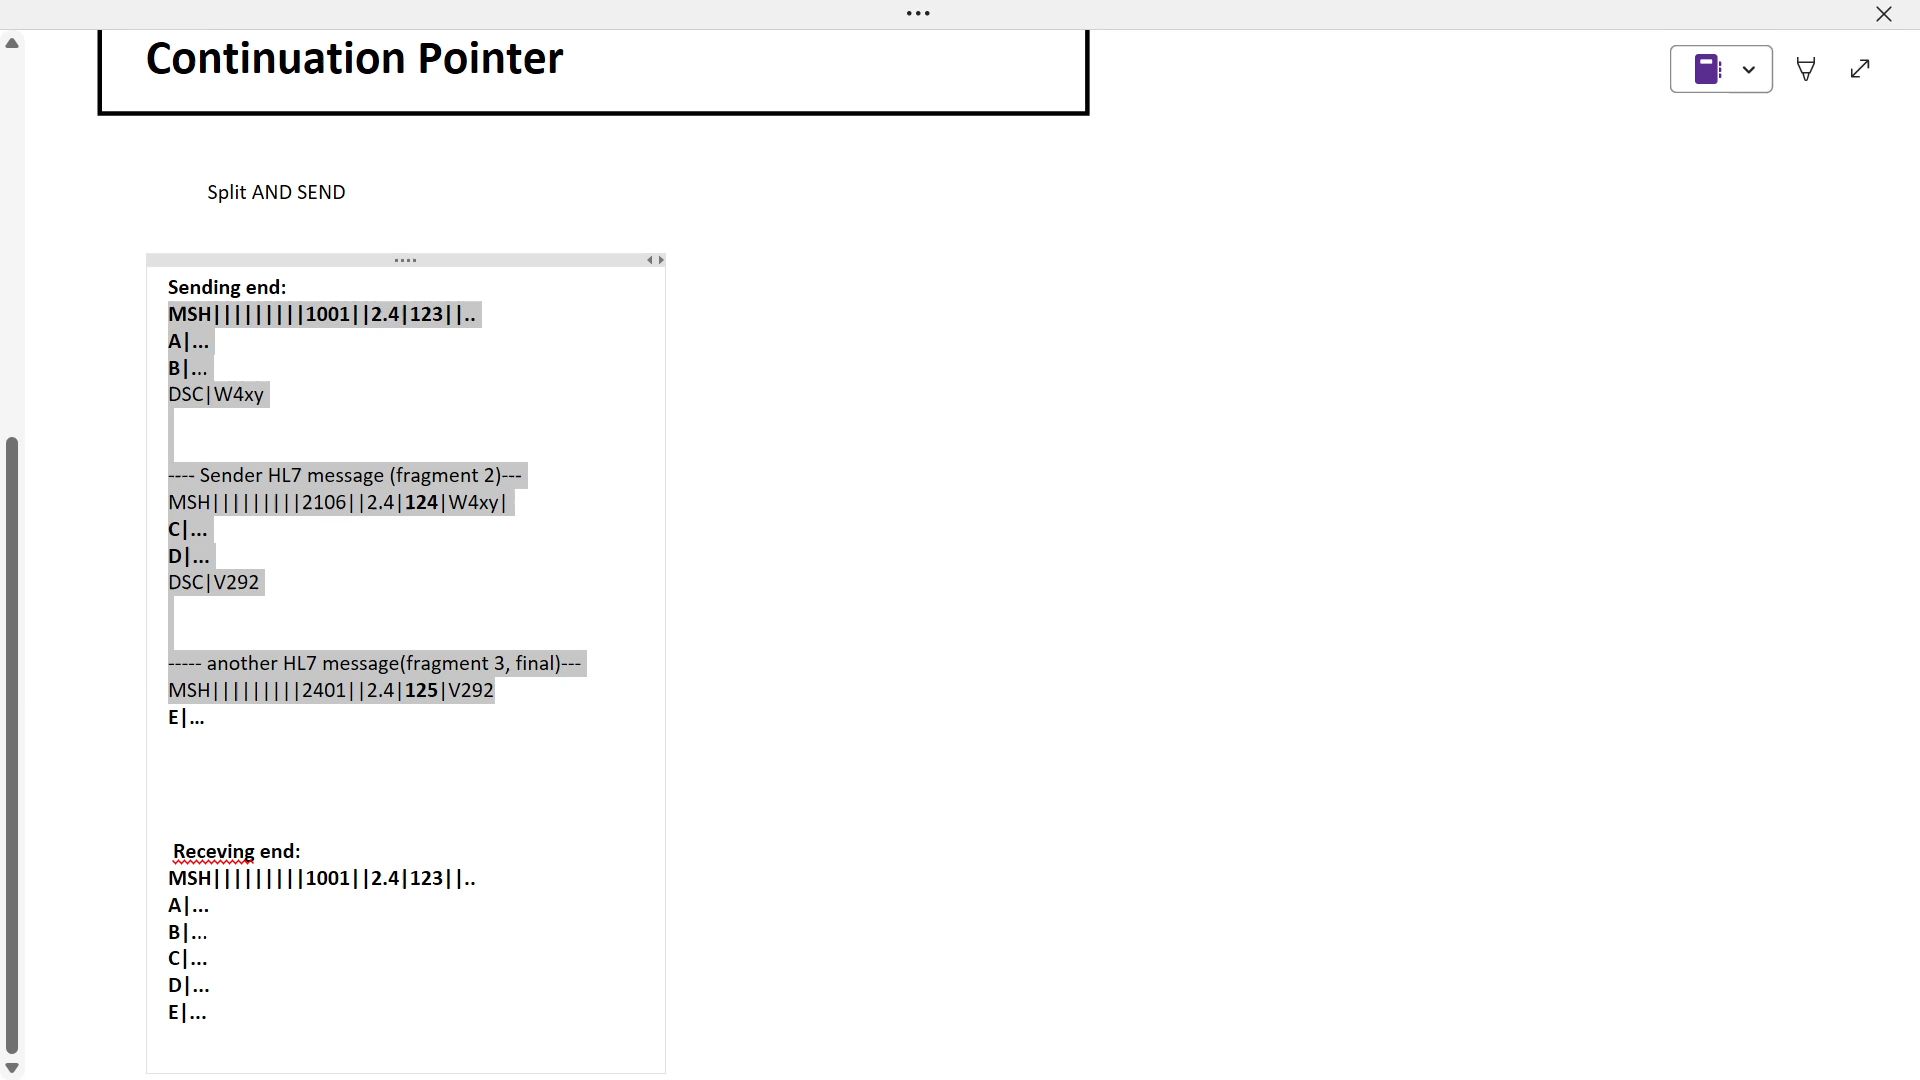 Continuation Pointer
Split AND SEND
Sending end:
MSH|||||||||1001||2.4|123||..
A|...
B|...
DSC|W4xy
---- Sender HL7 message (fragment 2)---
MSH|||||||||2106||2.4|124|W4xy|
C|...
D|...
DSC|V292
----- another HL7 message(fragment 3, final)---
MSH|||||||||2401||2.4|125|V292
E|...
Receving end:
MSH|||||||||1001||2.4|123||..
A|...
B|...
C|...
D|...
E|...